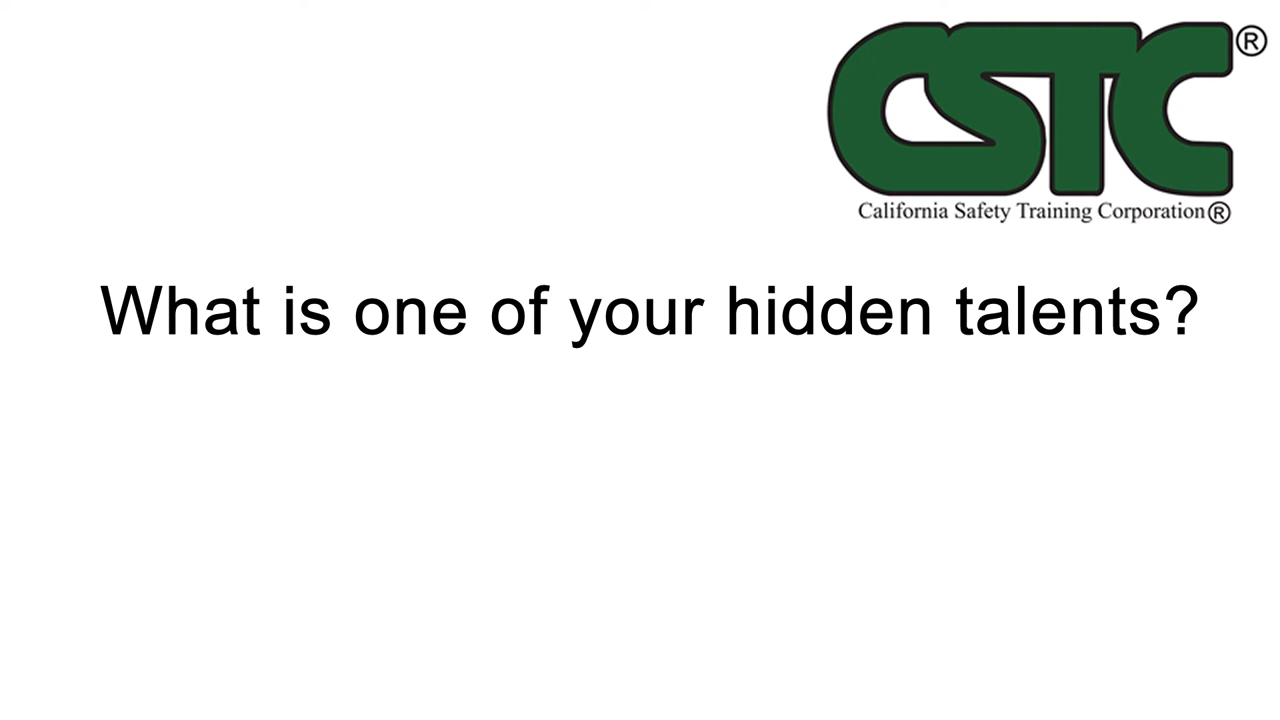 CSTC®
California Safety Training Corporation®
What is one of your hidden talents?